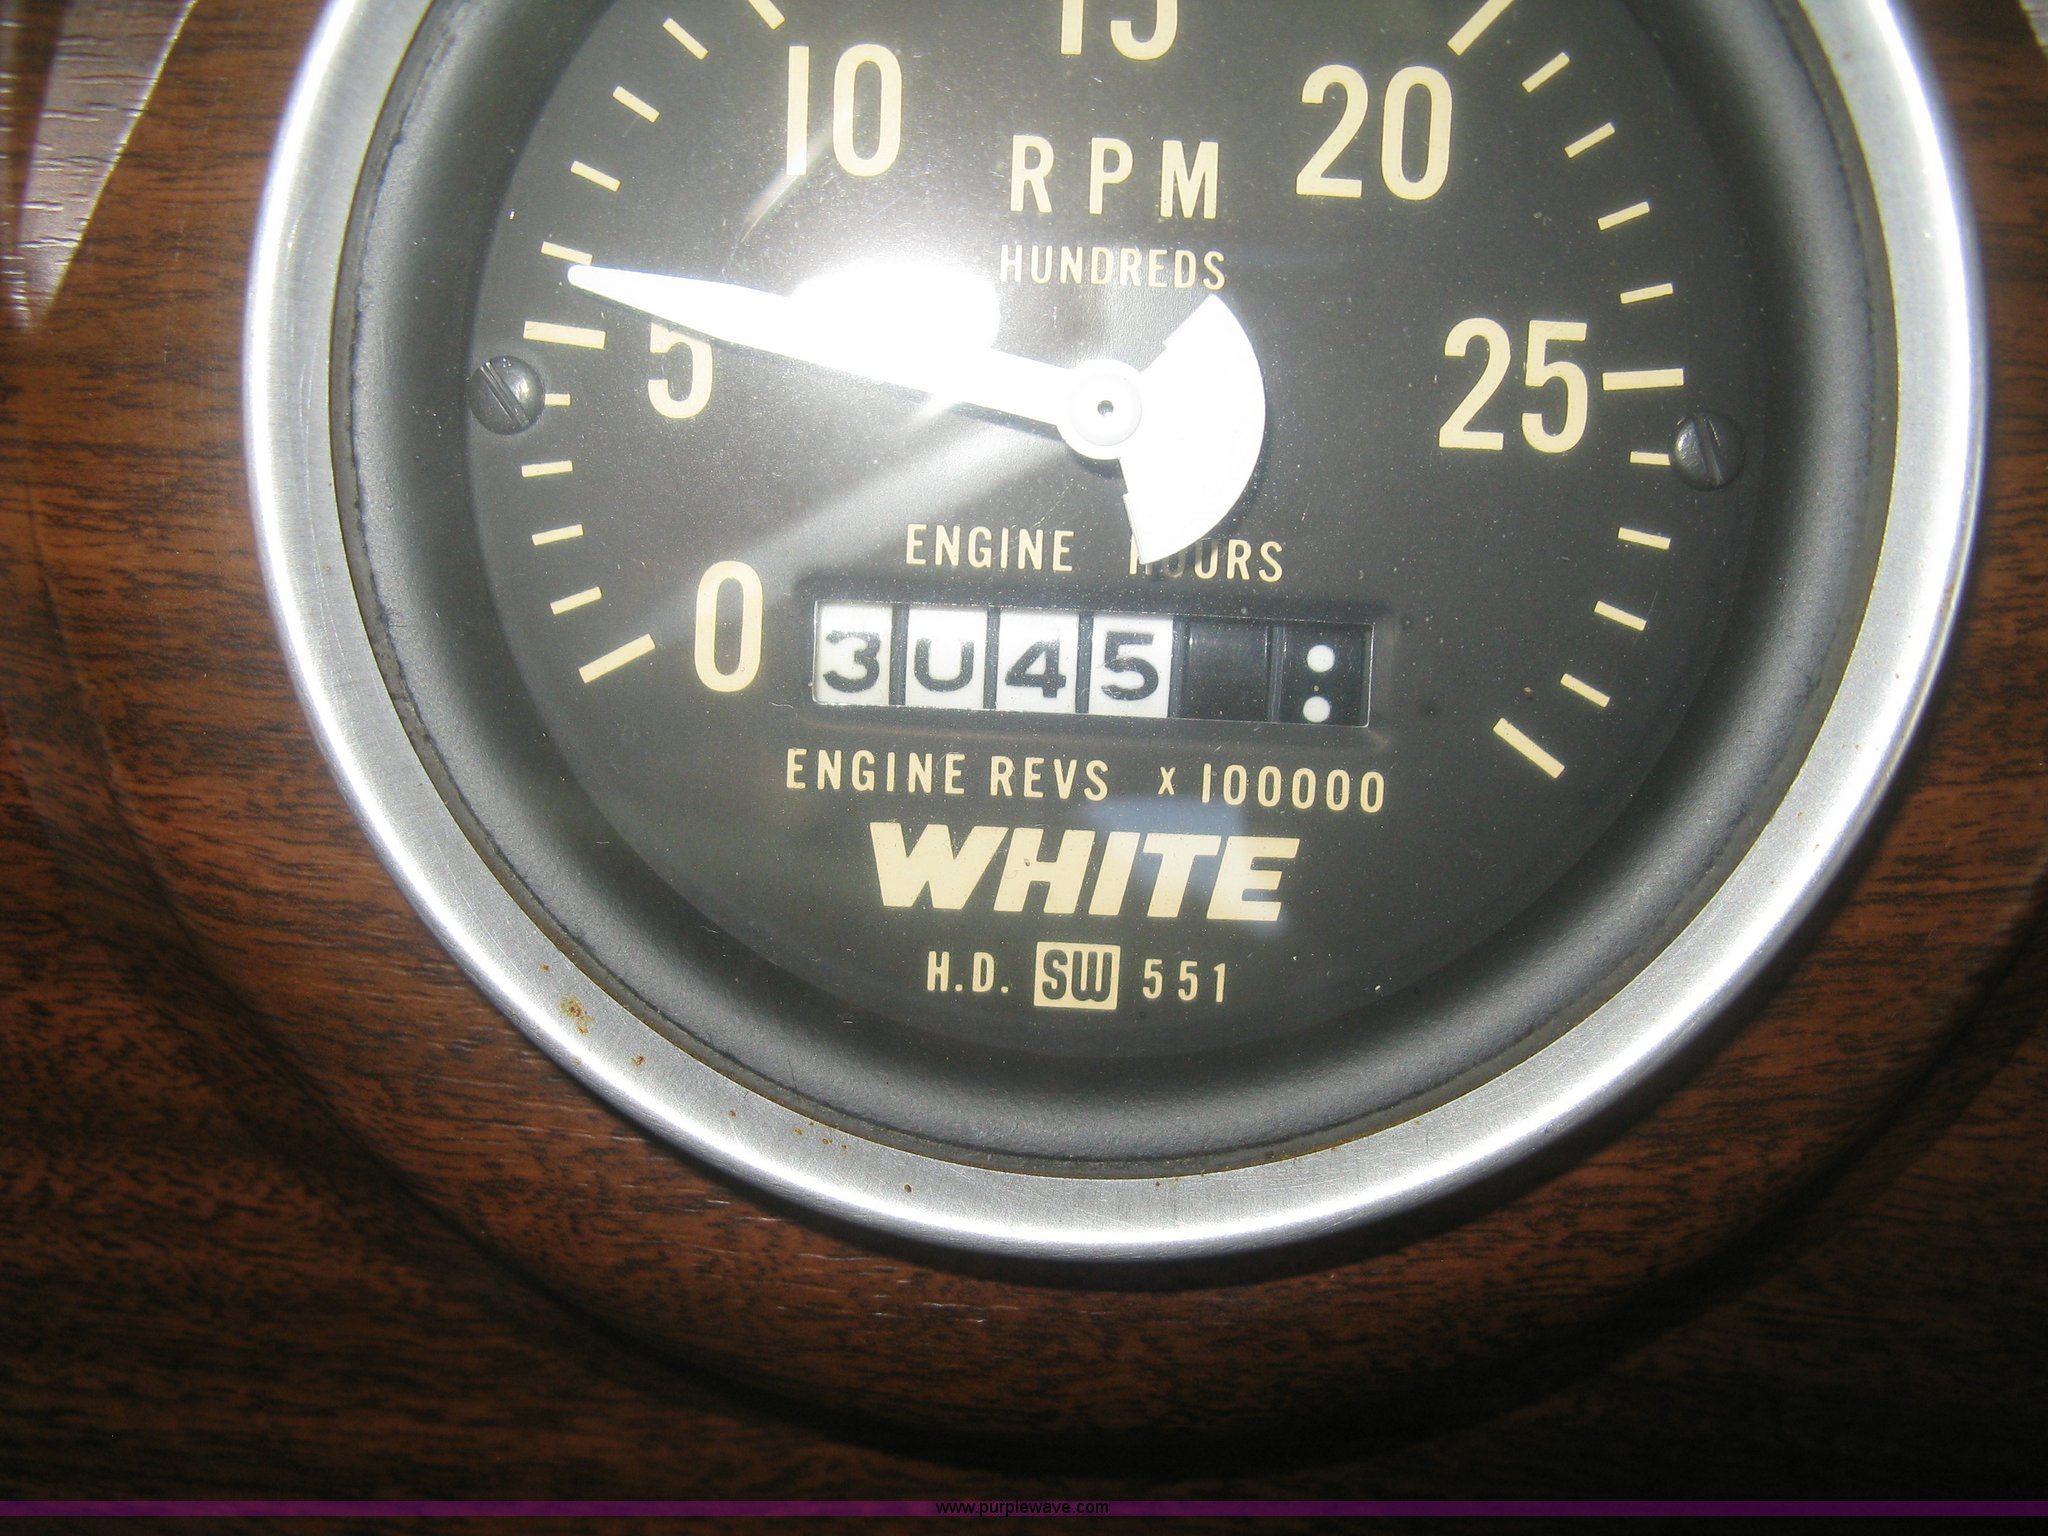 15
10
20
RPM
HUNDREDS
5
25
ENGINE HOURS
0
3045
ENGINE REVS x 100000
WHITE
H.D. SW 551
www.purplewave.com